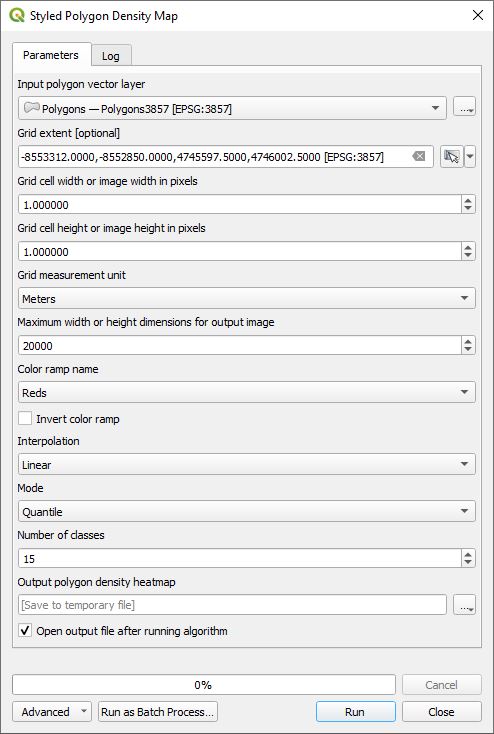 Styled Polygon Density Map
Parameters
Log
Input polygon vector layer
Polygons — Polygons3857 [EPSG:3857]
...
Grid extent [optional]
-8553312.0000,-8552850.0000,4745597.5000,4746002.5000 [EPSG:3857]
Grid cell width or image width in pixels
1.000000
Grid cell height or image height in pixels
1.000000
Grid measurement unit
Meters
Maximum width or height dimensions for output image
20000
Color ramp name
Reds
Invert color ramp
Interpolation
Linear
Mode
Quantile
Number of classes
15
Output polygon density heatmap
[Save to temporary file]
...
Open output file after running algorithm
0%
Cancel
Advanced
Run as Batch Process...
Run
Close